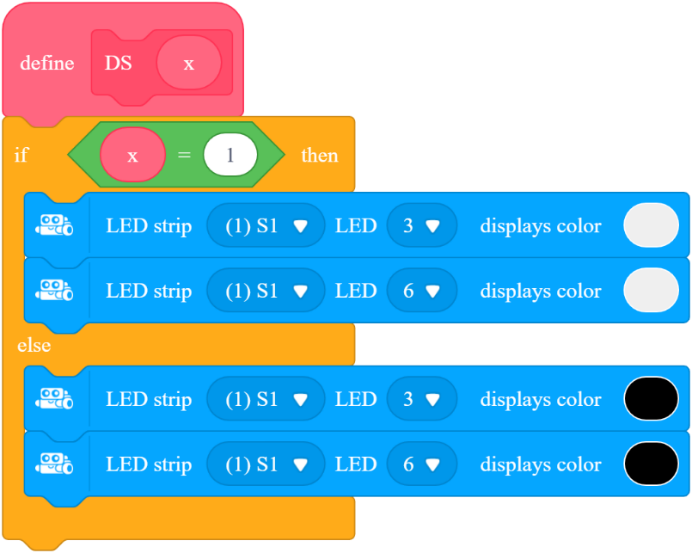 define DS x
if x = 1 then
LED strip (1) S1 LED 3 displays color
LED strip (1) S1 LED 6 displays color
else
LED strip (1) S1 LED 3 displays color
LED strip (1) S1 LED 6 displays color